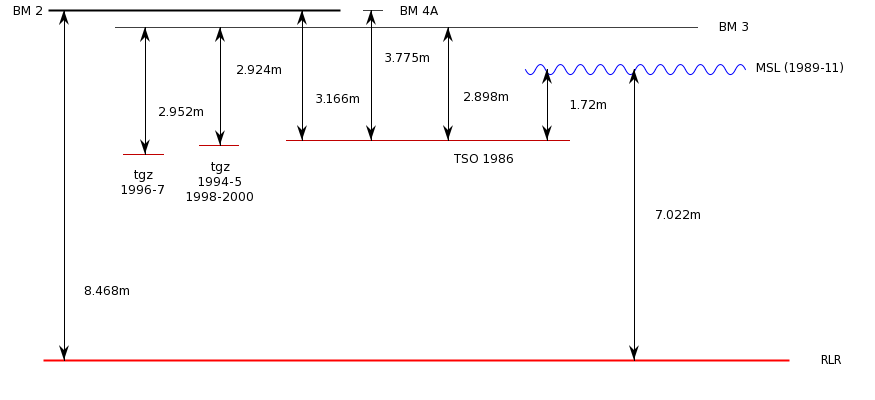 BM 2
BM 4A
BM 3
2.924m
3.775m
MSL (1989-11)
2.952m
3.166m
2.898m
1.72m
TSO 1986
tgz
1996-7
tgz
1994-5
1998-2000
7.022m
8.468m
RLR